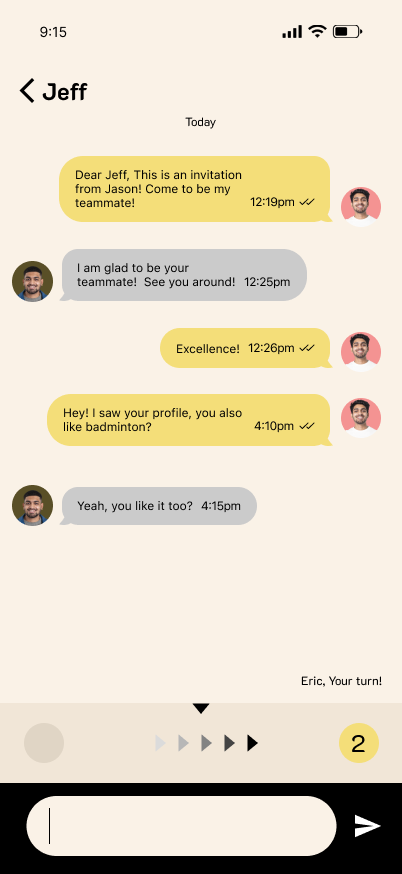 9:15
Jeff
Today
Dear Jeff, This is an invitation
from Jason! Come to be my
teammate! 12:19pm
I am glad to be your
teammate! See you around! 12:25pm
Excellence! 12:26pm
Hey! I saw your profile, you also
like badminton? 4:10pm
Yeah, you like it too? 4:15pm
Eric, Your turn!
2